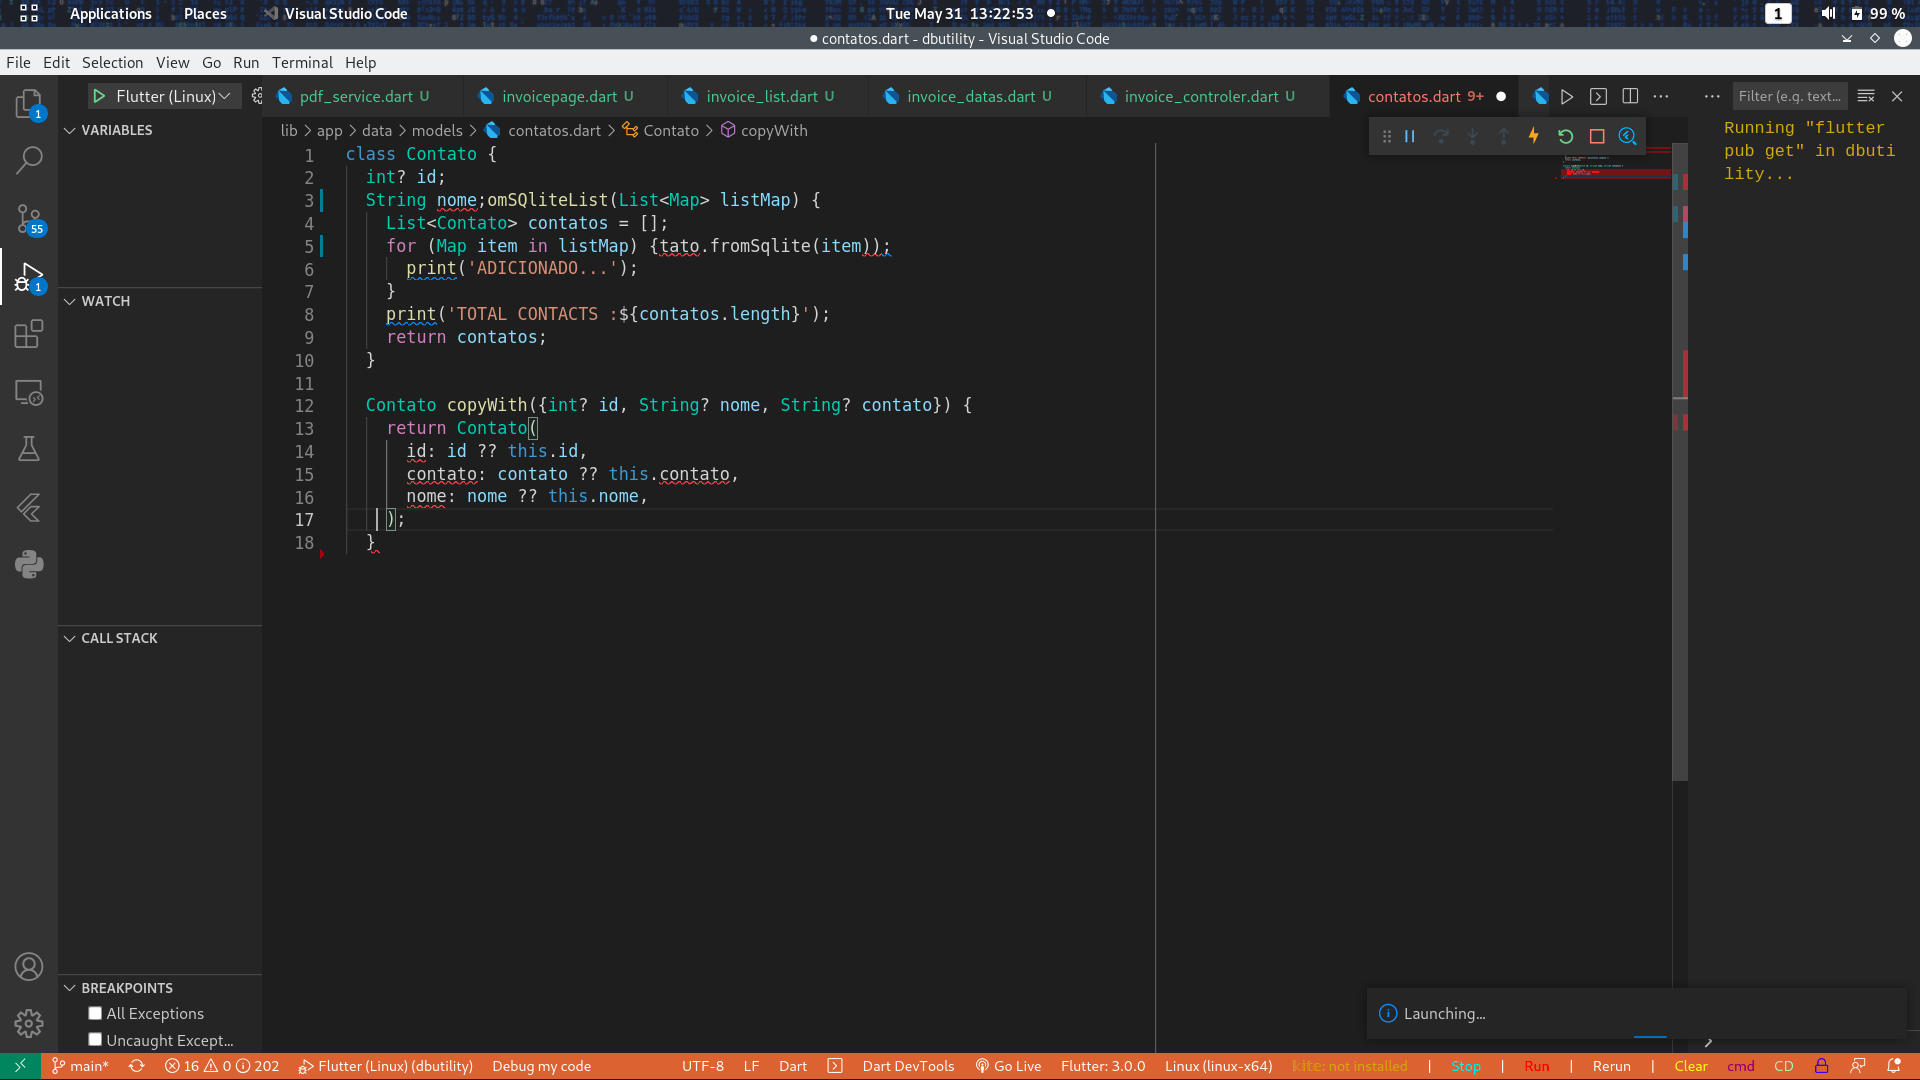 Applications Places Visual Studio Code Tue May 31 13:22:53 1 99 %
contatos.dart - dbutility - Visual Studio Code
File Edit Selection View Go Run Terminal Help
1 Flutter (Linux) pdf_service.dart U invoicepage.dart U invoice_list.dart U invoice_datas.dart U invoice_controler.dart U contatos.dart 9+ Filter (e.g. text...
VARIABLES
lib > app > data > models > contatos.dart > Contato > copyWith
Running "flutter
pub get" in dbuti
lity...
1 class Contato {
2 int? id;
3 String nome;omSQliteList(List<Map> listMap) {
4 List<Contato> contatos = [];
5 for (Map item in listMap) {tato.fromSqlite(item));
6 print('ADICIONADO...');
7 }
8 print('TOTAL CONTACTS :${contatos.length}');
9 return contatos;
10 }
11
12 Contato copyWith({int? id, String? nome, String? contato}) {
13 return Contato(
14 id: id ?? this.id,
15 contato: contato ?? this.contato,
16 nome: nome ?? this.nome,
17 );
18 }
55
1
WATCH
CALL STACK
BREAKPOINTS
All Exceptions
Uncaught Except...
Launching...
main* 16 0 202 Flutter (Linux) (dbutility) Debug my code UTF-8 LF Dart Dart DevTools Go Live Flutter: 3.0.0 Linux (linux-x64) kite: not installed | Stop | Run | Rerun | Clear cmd CD